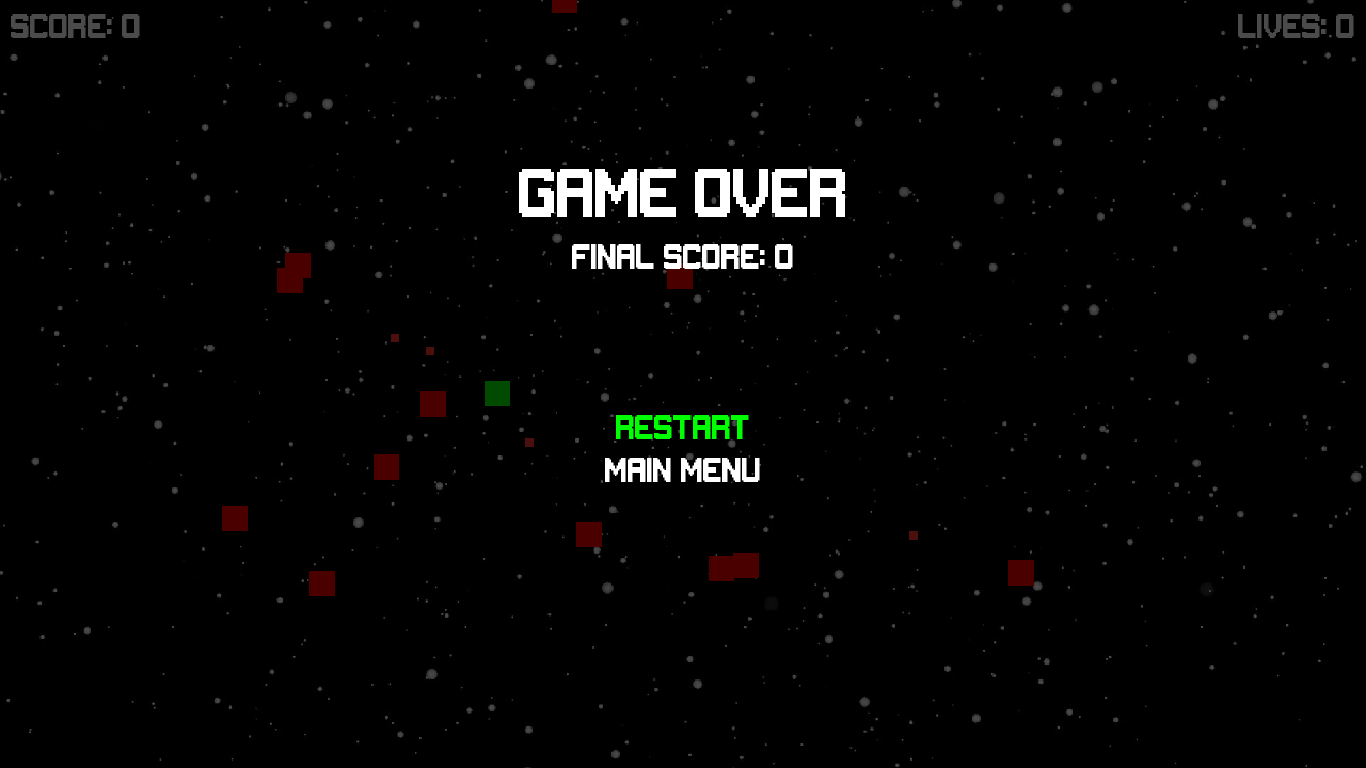 SCORE: 0
LIVES: 0
GAME OVER
FINAL SCORE: 0
RESTART
MAIN MENU